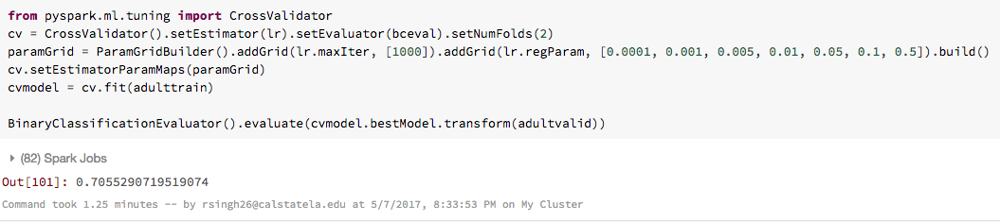 from pyspark.ml.tuning import CrossValidator
cv = CrossValidator().setEstimator(lr).setEvaluator(bceval).setNumFolds(2)
paramGrid = ParamGridBuilder().addGrid(lr.maxIter, [1000]).addGrid(lr.regParam, [0.0001, 0.001, 0.005, 0.01, 0.05, 0.1, 0.5]).build()
cv.setEstimatorParamMaps(paramGrid)
cvmodel = cv.fit(adulttrain)
BinaryClassificationEvaluator().evaluate(cvmodel.bestModel.transform(adultvalid))
(82) Spark Jobs
Out[101]: 0.7055290719519074
Command took 1.25 minutes -- by rsingh26@calstatela.edu at 5/7/2017, 8:33:53 PM on My Cluster